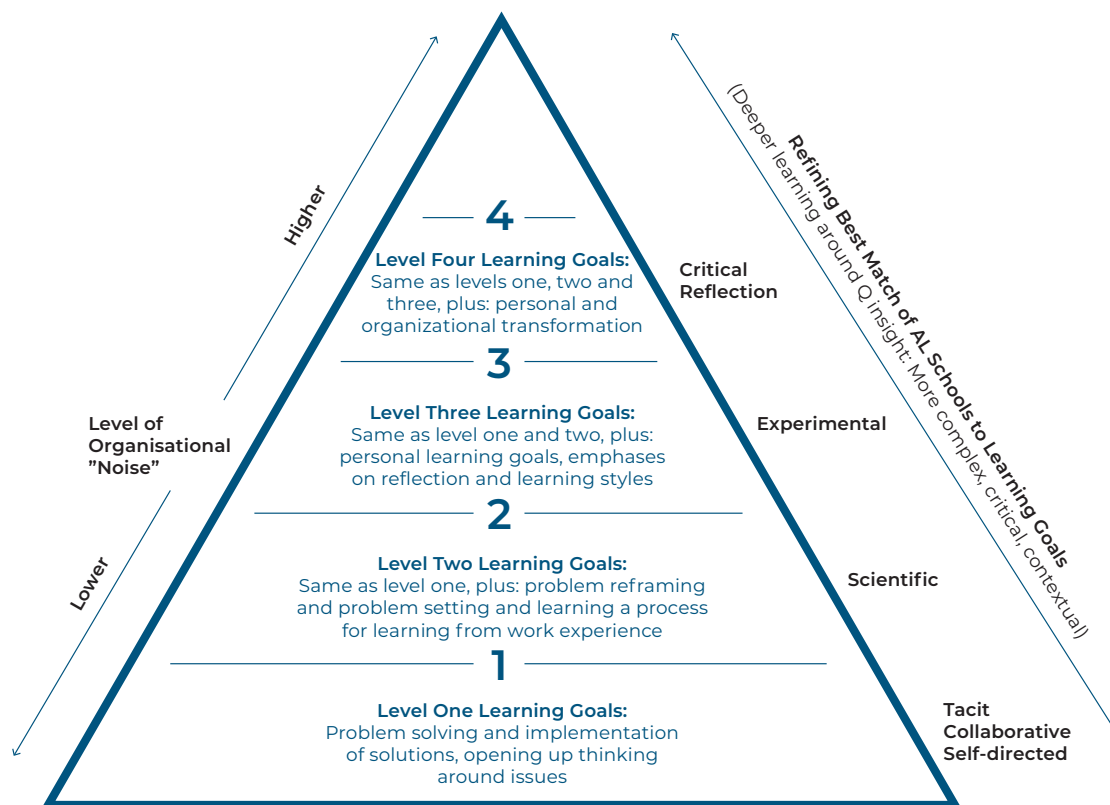 4
Level Four Learning Goals:
Same as levels one, two and
three, plus: personal and
organizational transformation
Critical
Reflection
3
Level Three Learning Goals:
Same as level one and two, plus:
personal learning goals, emphases
on reflection and learning styles
Experimental
2
Level Two Learning Goals:
Same as level one, plus: problem reframing
and problem setting and learning a process
for learning from work experience
Scientific
1
Level One Learning Goals:
Problem solving and implementation
of solutions, opening up thinking
around issues
Tacit
Collaborative
Self-directed
Higher
Level of
Organisational
”Noise”
Lower
Refining Best Match of AL Schools to Learning Goals
(Deeper learning around Q insight: More complex, critical, contextual)